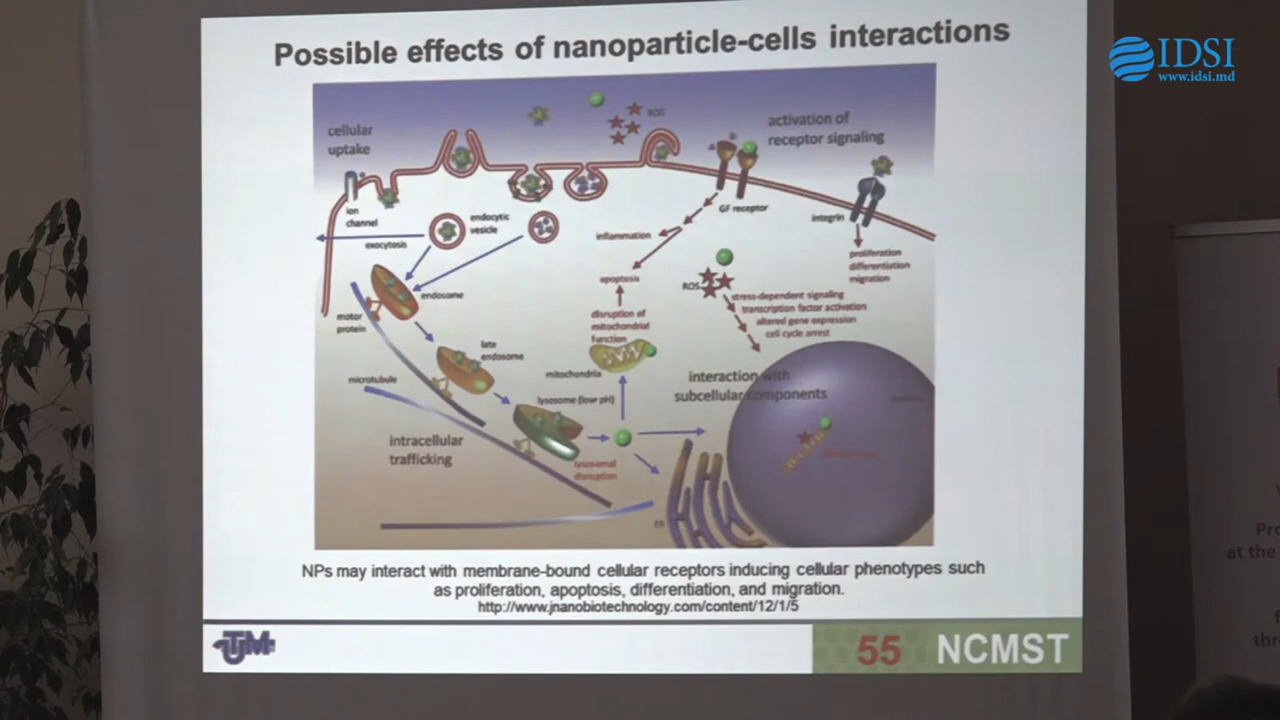 Possible effects of nanoparticle-cells interactions
IDSI
www.idsi.md
cellular
uptake
ROS
activation of
receptor signaling
ion
channel
endocytic
vesicle
exocytosis
GF receptor
integrin
inflammation
proliferation
differentiation
migration
apoptosis
ROS
endosome
motor
protein
stress-dependent signaling
transcription factor activation
altered gene expression
cell cycle arrest
disruption of
mitochondrial
function
late
endosome
mitochondria
microtubule
interaction with
subcellular components
lysosome (low pH)
intracellular
trafficking
lysosomal
disruption
ER
NPs may interact with membrane-bound cellular receptors inducing cellular phenotypes such
as proliferation, apoptosis, differentiation, and migration.
http://www.jnanobiotechnology.com/content/12/1/5
UTM
55 NCMST
at the